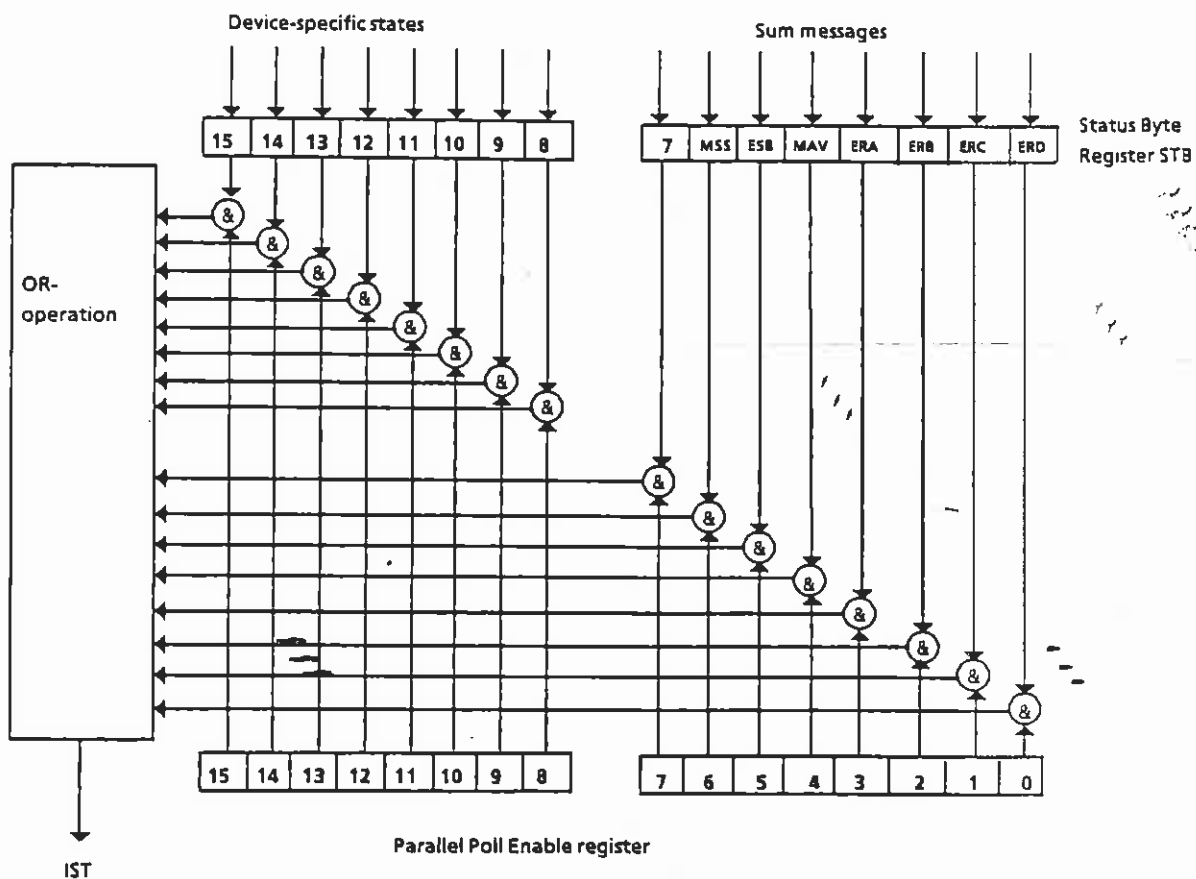 Device-specific states
Sum messages
15 14 13 12 11 10 9 8
7 MSS ESB MAV ERA ERB ERC ERD
Status Byte
Register STB
&
&
&
&
&
&
&
&
OR-
operation
&
&
&
&
&
&
&
&
15 14 13 12 11 10 9 8
7 6 5 4 3 2 1 0
Parallel Poll Enable register
IST